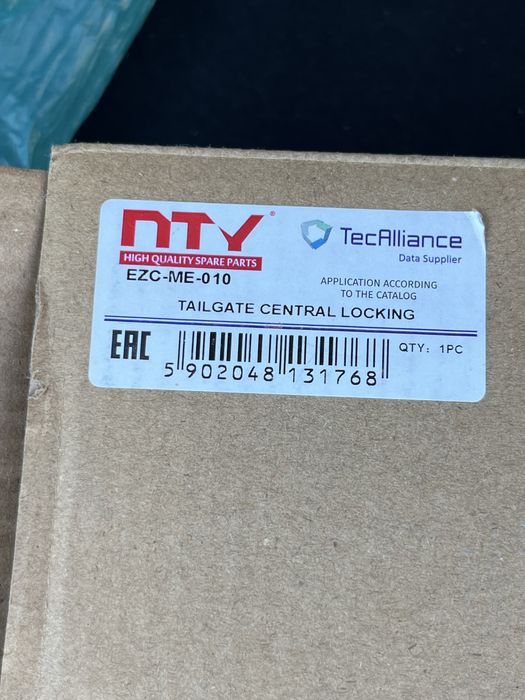 NTY®
HIGH QUALITY SPARE PARTS
EZC-ME-010
TecAlliance
Data Supplier
APPLICATION ACCORDING
TO THE CATALOG
TAILGATE CENTRAL LOCKING
EAC
QTY: 1PC
5 902048 131768